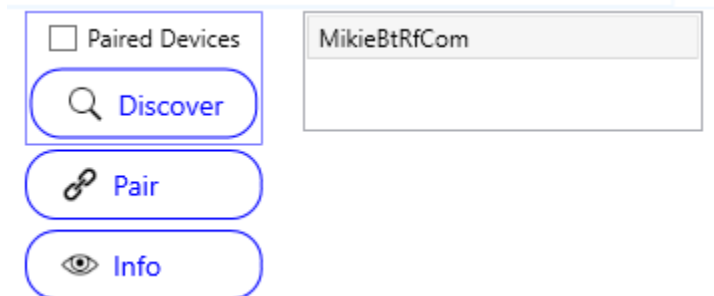 Paired Devices
Discover
Pair
Info
MikieBtRfCom